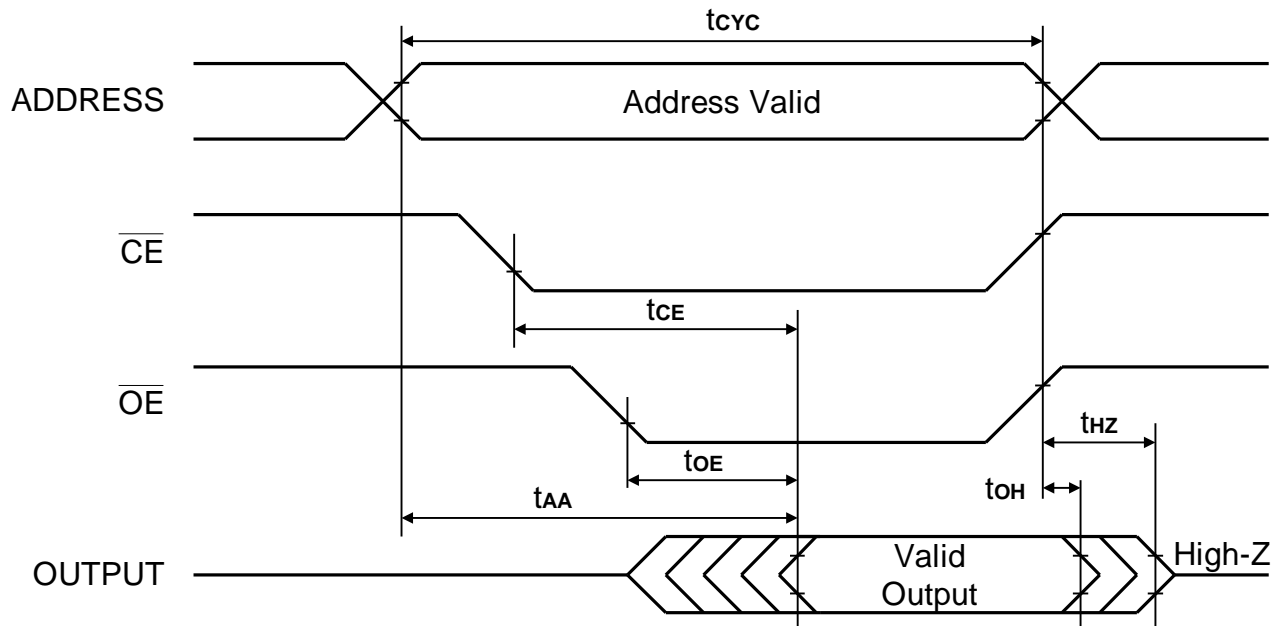 tCYC
ADDRESS
Address Valid
CE
tCE
OE
tHZ
tOE
tOH
tAA
OUTPUT
Valid
Output
High-Z